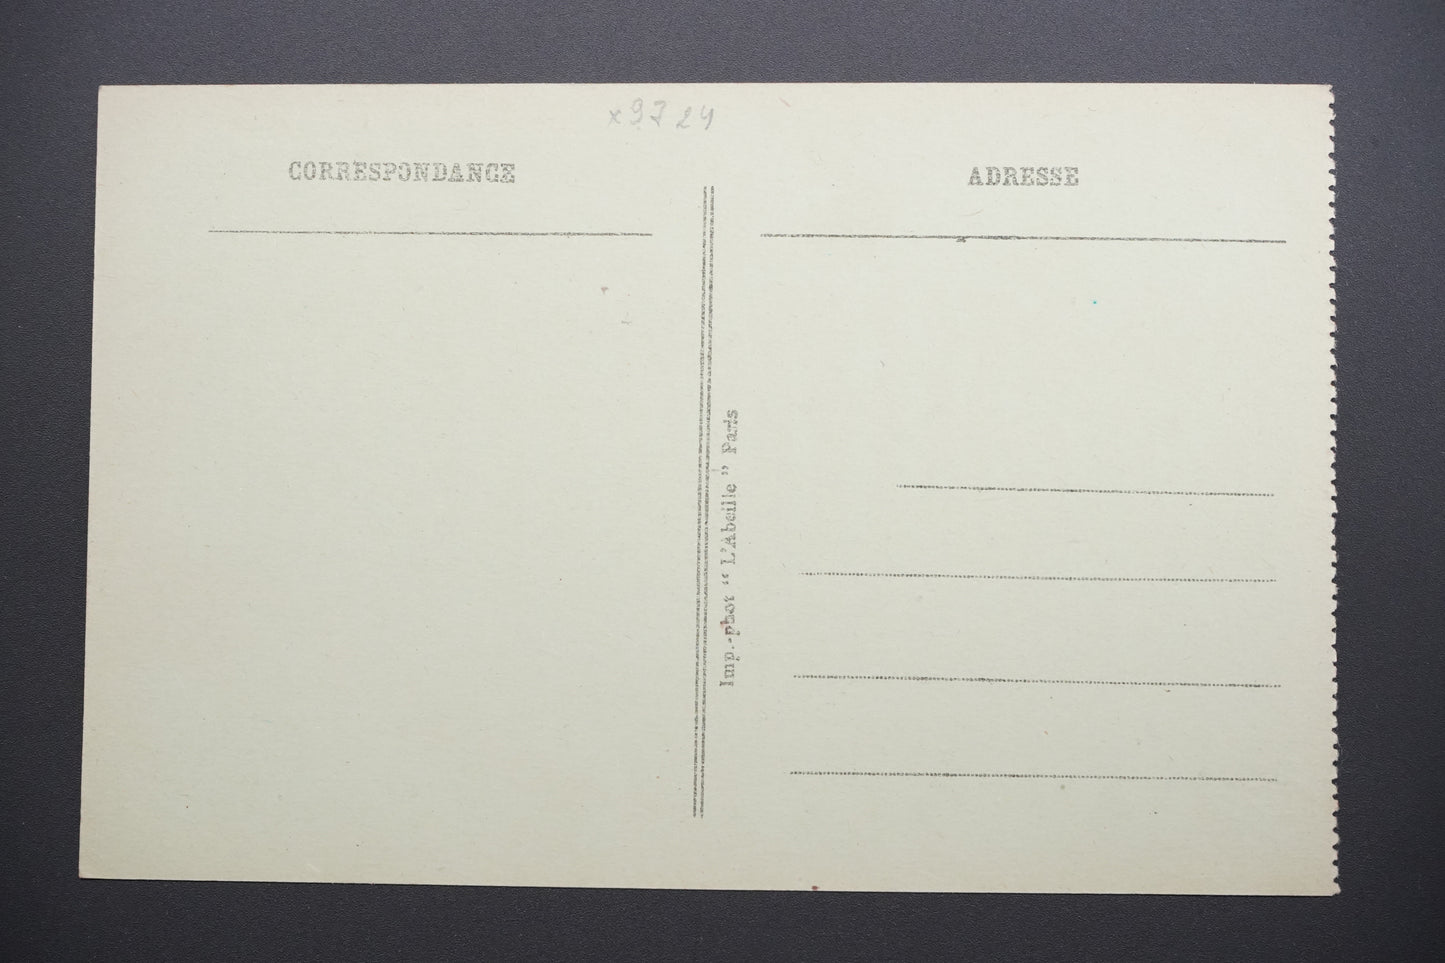 x9724
CORRESPONDANCE
ADRESSE
Imp.-phot “ L'Abeille ” Paris